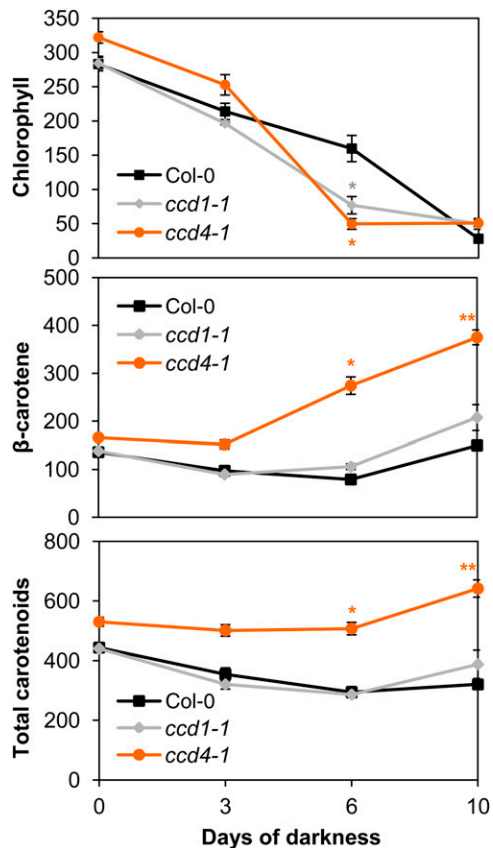 350
300
250
200
150
100
50
0
Chlorophyll
Col-0
ccd1-1
ccd4-1
*
*
500
400
300
200
100
0
β-carotene
Col-0
ccd1-1
ccd4-1
*
**
800
600
400
200
0
Total carotenoids
Col-0
ccd1-1
ccd4-1
*
**
0 3 6 10
Days of darkness